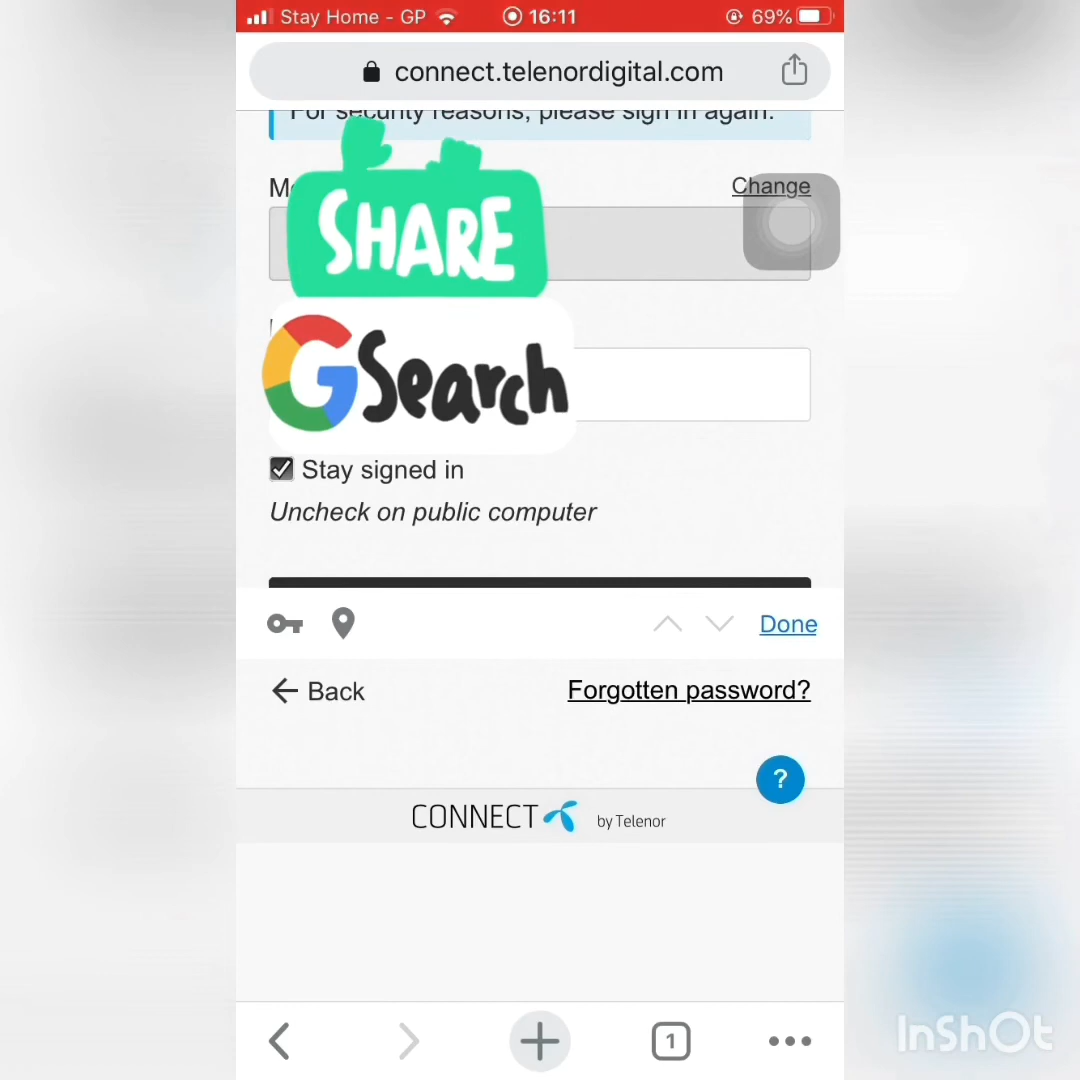 Stay Home - GP 16:11 69%
connect.telenordigital.com
For security reasons, please sign in again.
Change
SHARE
G Search
Stay signed in
Uncheck on public computer
Done
Back Forgotten password?
?
CONNECT by Telenor
1
InShOt